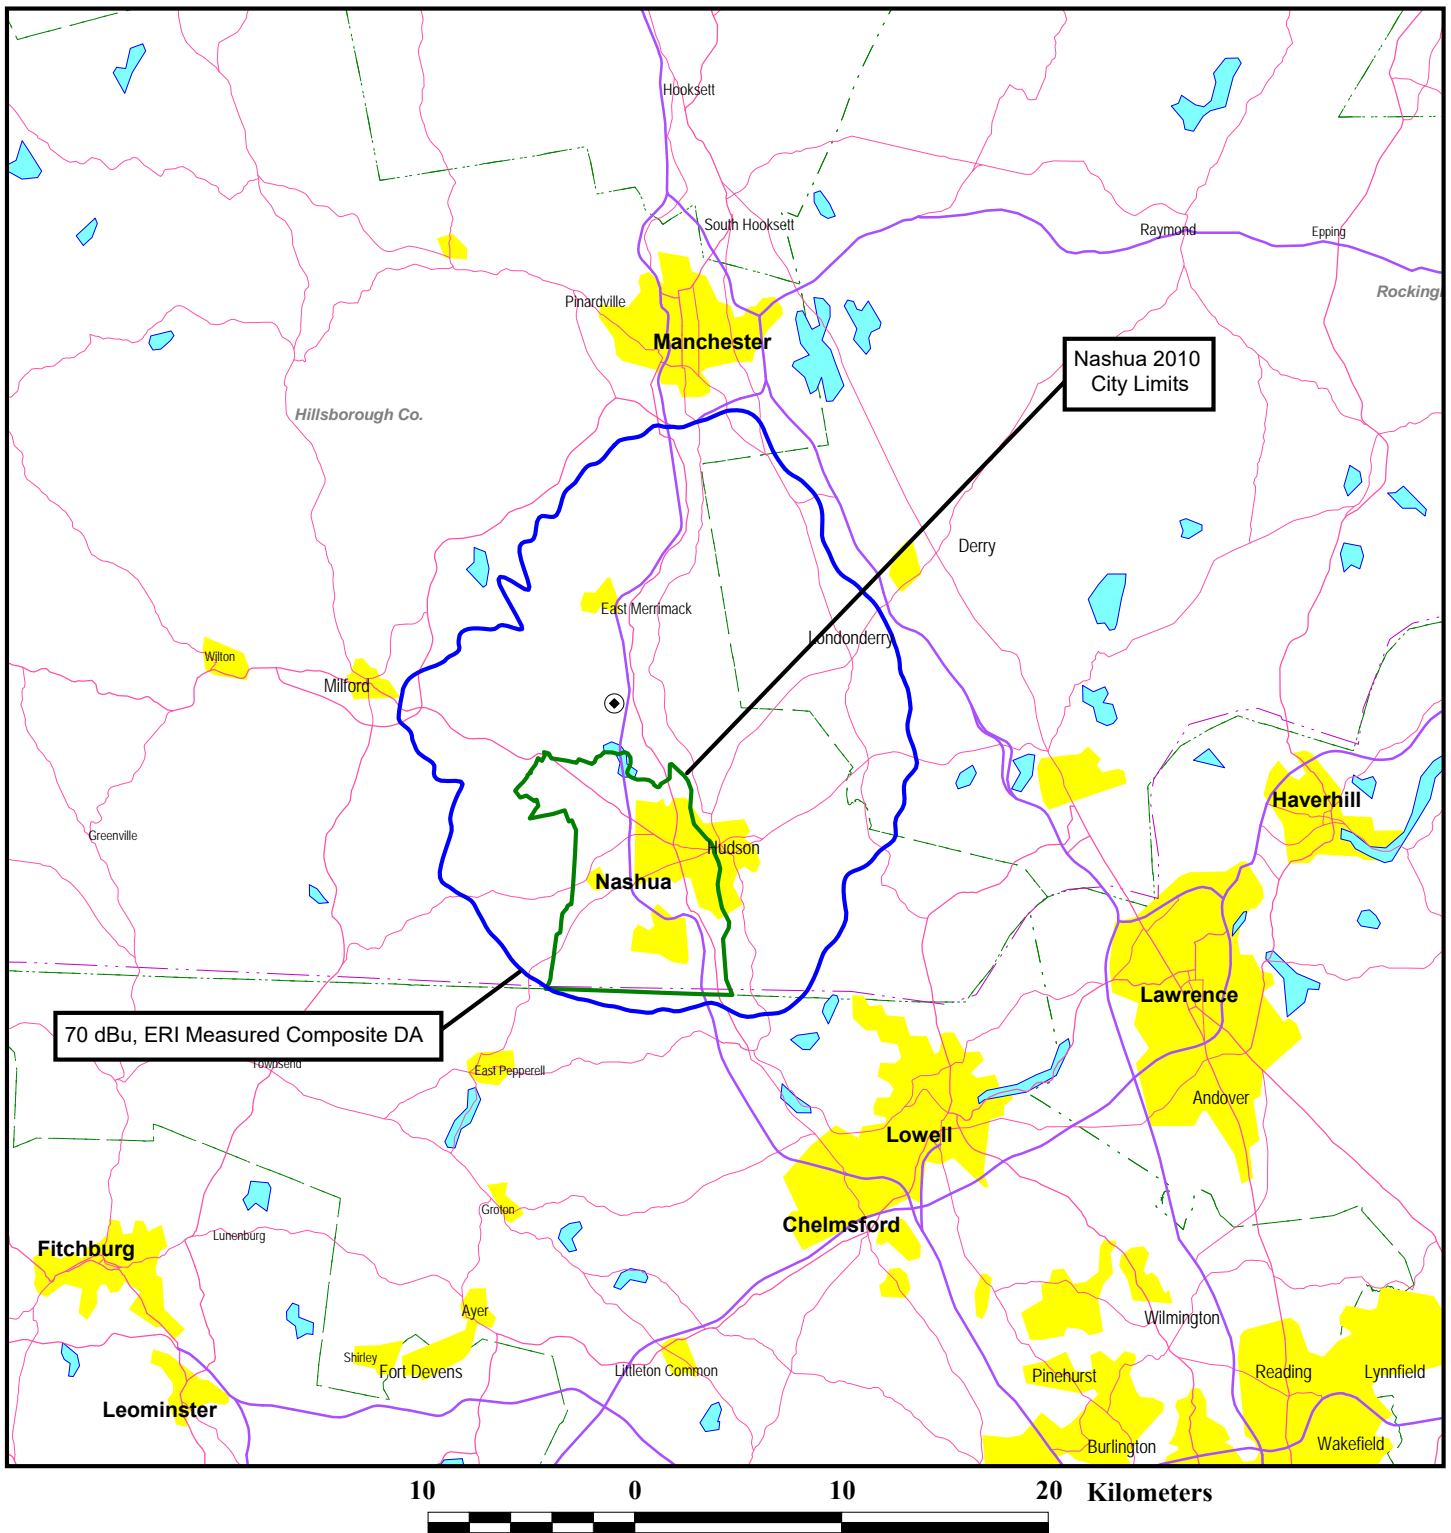 Hooksett
South Hooksett
Raymond
Epping
Rocking
Pinardville
Manchester
Nashua 2010
City Limits
Hillsborough Co.
Derry
East Merrimack
Londonderry
Wilton
Milford
Haverhill
Greenville
Hudson
Nashua
Lawrence
70 dBu, ERI Measured Composite DA
Townsend
East Pepperell
Andover
Lowell
Groton
Chelmsford
Lunenburg
Fitchburg
Ayer
Wilmington
Shirley
Fort Devens
Littleton Common
Pinehurst
Reading
Lynnfield
Leominster
Burlington
Wakefield
10 0 10 20 Kilometers